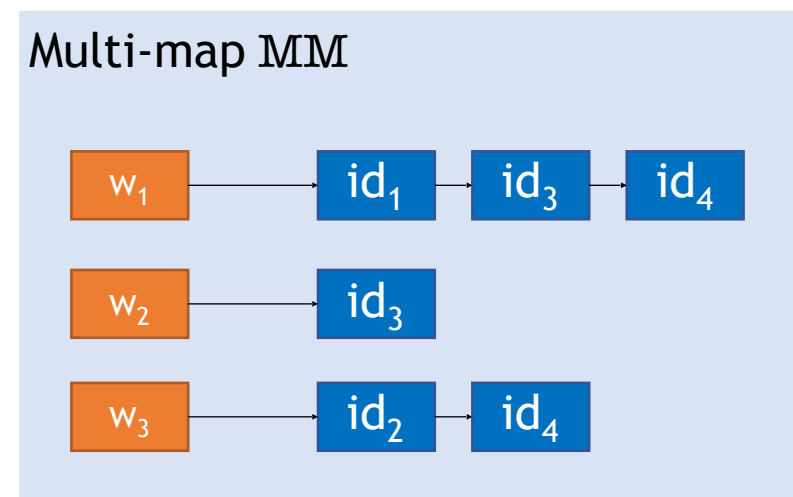 Multi-map 𝕄𝕄
w₁ id₁ id₃ id₄
w₂ id₃
w₃ id₂ id₄